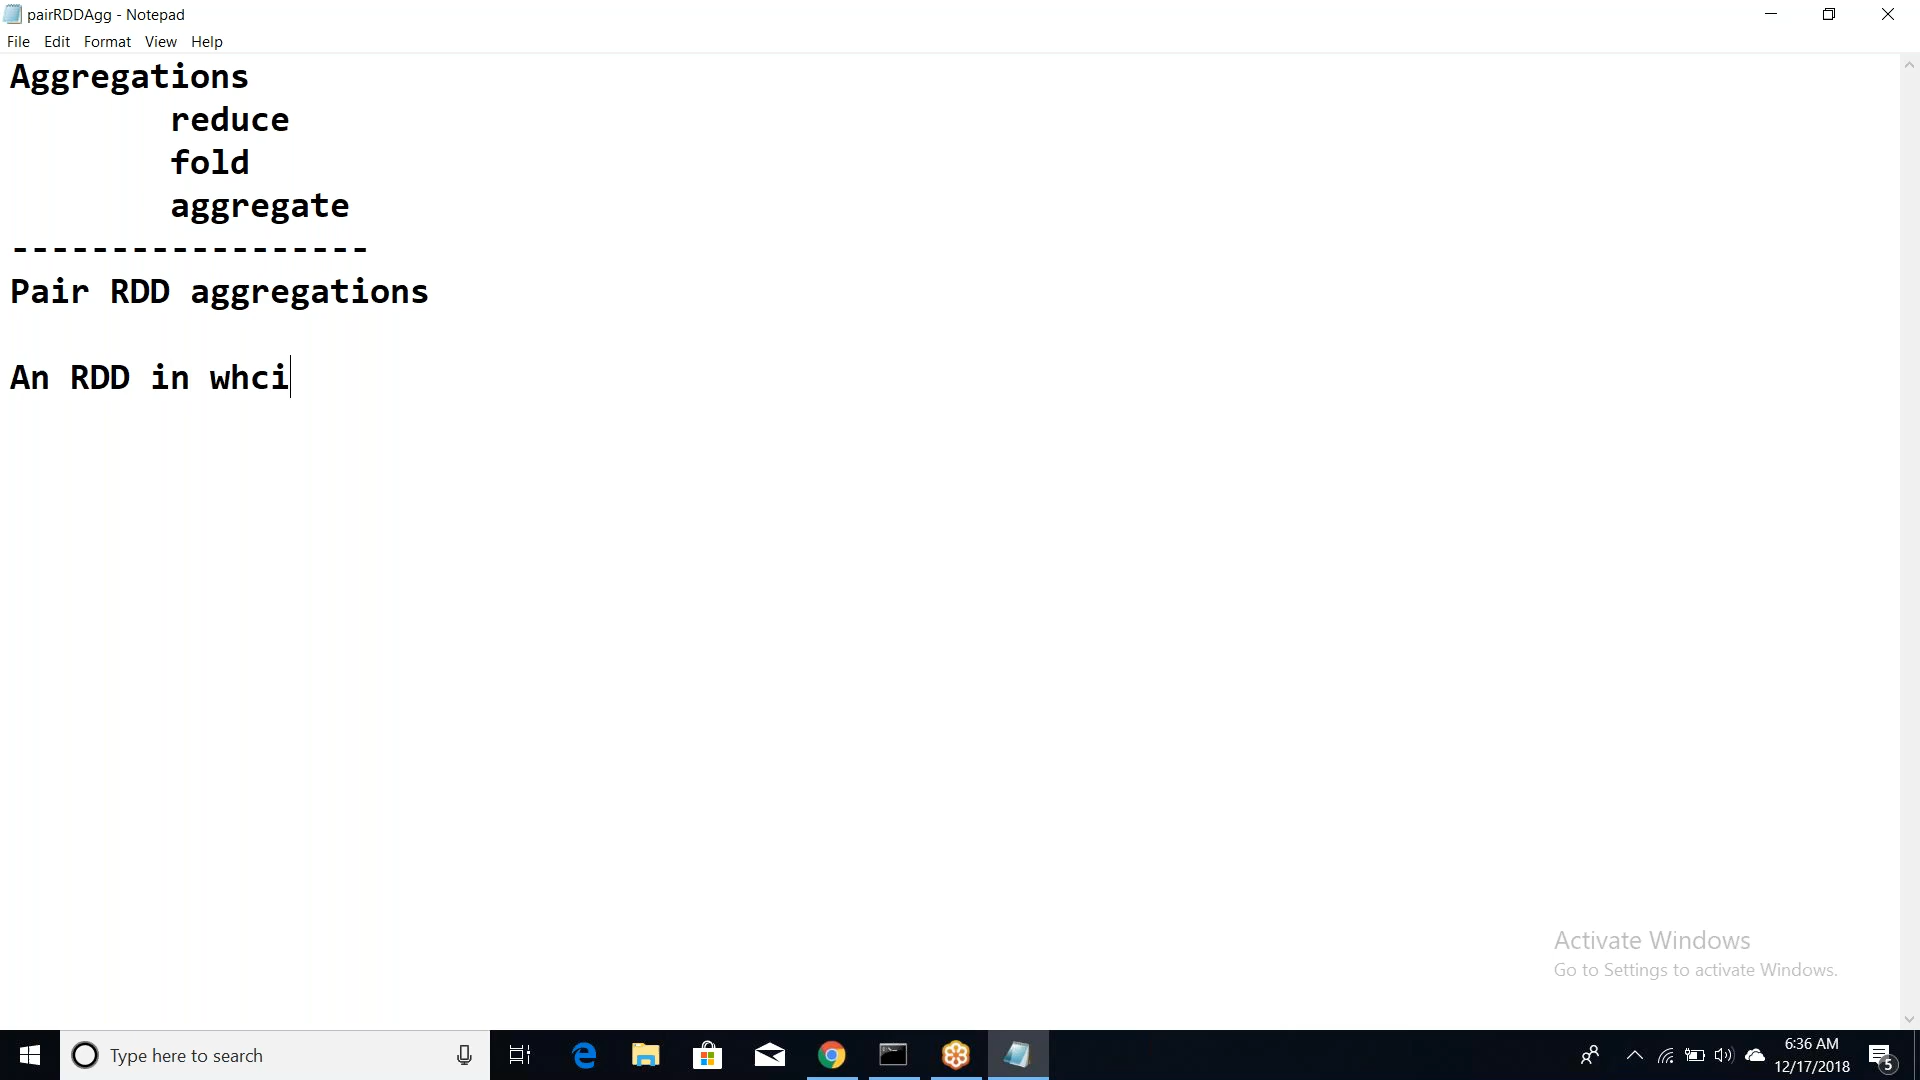 pairRDDAgg - Notepad
File Edit Format View Help
Aggregations
reduce
fold
aggregate
------------------
Pair RDD aggregations
An RDD in whci
Activate Windows
Go to Settings to activate Windows.
Type here to search
6:36 AM
12/17/2018
5